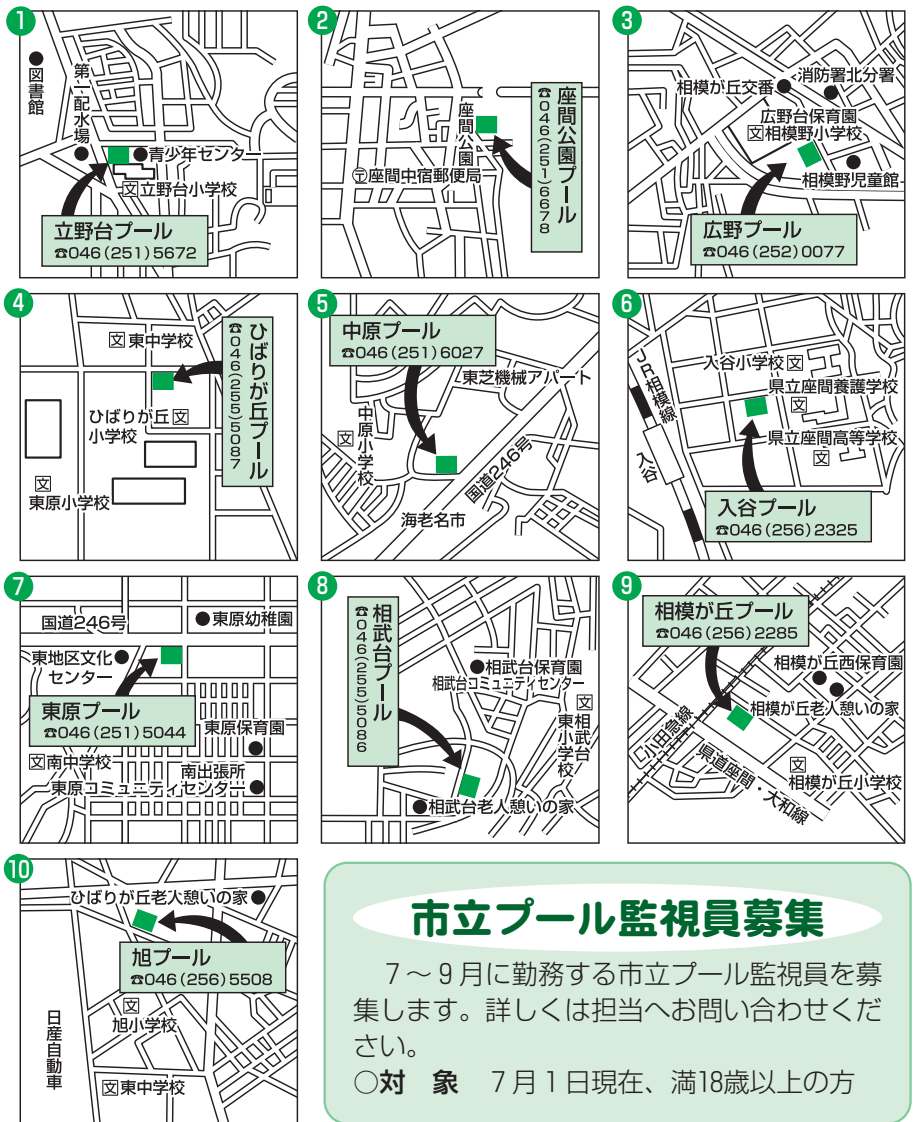 1
図書館
第一配水場
青少年センター
文立野台小学校
立野台プール
☎046(251)5672
2
座間公園
〒座間中宿郵便局
座間公園プール
☎046(251)6678
3
相模が丘交番
消防署北分署
広野台保育園
文相模野小学校
相模野児童館
広野プール
☎046(252)0077
4
文東中学校
ひばりが丘文
小学校
文
東原小学校
ひばりが丘プール
☎046(255)5087
5
中原プール
☎046(251)6027
東芝機械アパート
文
中原小学校
国道246号
海老名市
6
JR相模線
入谷
入谷小学校文
県立座間養護学校
文
県立座間高等学校
文
入谷プール
☎046(256)2325
7
国道246号
東原幼稚園
東地区文化
センター
東原プール
☎046(251)5044
東原保育園
文南中学校
南出張所
東原コミュニティセンター
8
相武台プール
☎046(255)5086
相武台保育園
相武台コミュニティセンター
文
相武台
東小学校
相武台老人憩いの家
9
相模が丘プール
☎046(256)2285
相模が丘西保育園
相模が丘老人憩いの家
小田急線
県道座間・大和線
文
相模が丘小学校
10
ひばりが丘老人憩いの家
旭プール
☎046(256)5508
文
旭小学校
日産自動車
文東中学校
市立プール監視員募集
7～9月に勤務する市立プール監視員を募
集します。詳しくは担当へお問い合わせくだ
さい。
○対　象　7月1日現在、満18歳以上の方